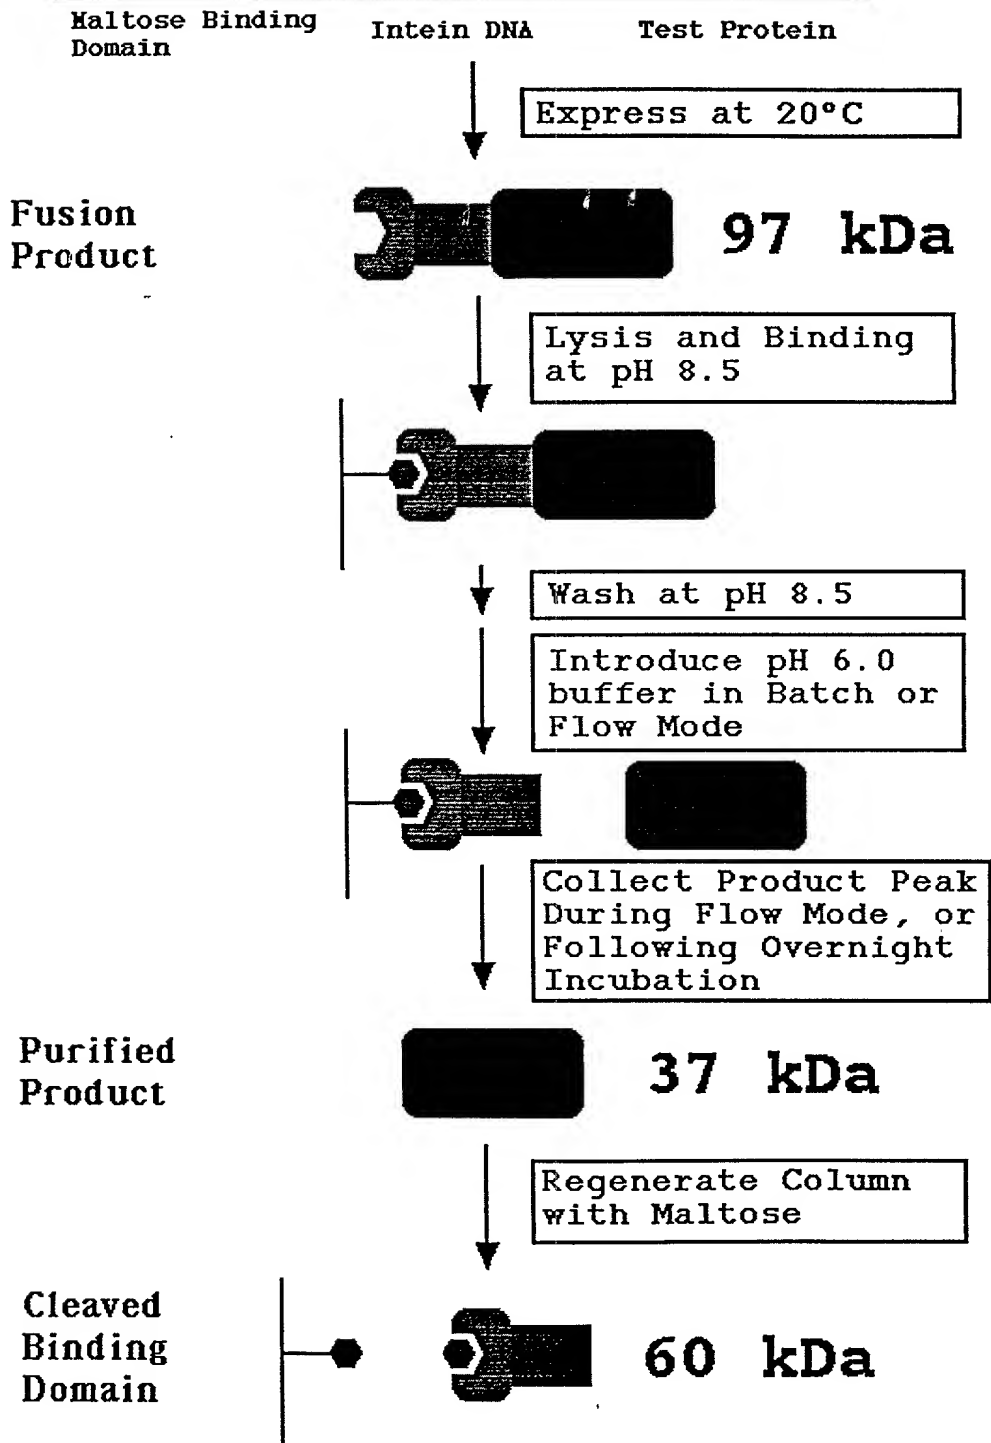 Maltose Binding
Domain
Intein DNA
Test Protein
Express at 20°C
Fusion
Product
97 kDa
Lysis and Binding
at pH 8.5
Wash at pH 8.5
Introduce pH 6.0
buffer in Batch or
Flow Mode
Collect Product Peak
During Flow Mode, or
Following Overnight
Incubation
Purified
Product
37 kDa
Regenerate Column
with Maltose
Cleaved
Binding
Domain
60 kDa